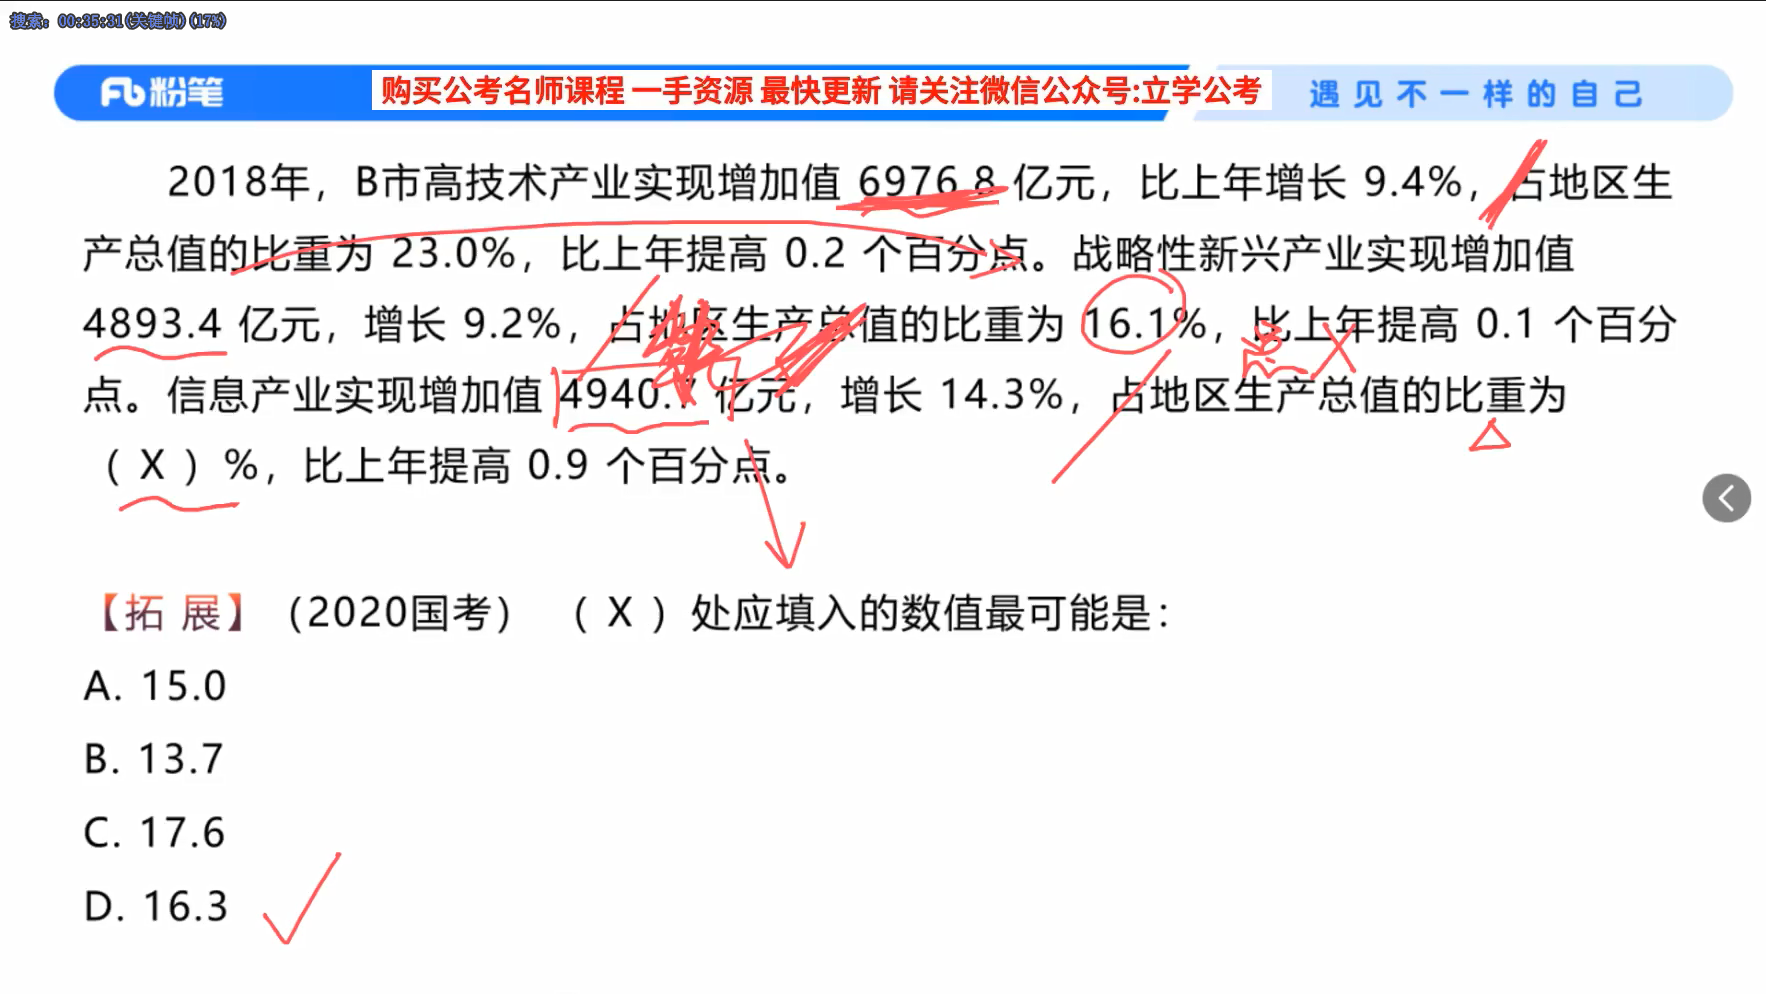 搜索: 00:35:31(关键帧)(17%)
粉笔
购买公考名师课程 一手资源 最快更新 请关注微信公众号:立学公考
遇见不一样的自己
2018年，B市高技术产业实现增加值 6976.8 亿元，比上年增长 9.4%，占地区生
产总值的比重为 23.0%，比上年提高 0.2 个百分点。战略性新兴产业实现增加值
4893.4 亿元，增长 9.2%，占地区生产总值的比重为 16.1%，比上年提高 0.1 个百分
点。信息产业实现增加值 4940.7 亿元，增长 14.3%，占地区生产总值的比重为
（ X ）%，比上年提高 0.9 个百分点。
【拓 展】（2020国考） （ X ）处应填入的数值最可能是：
A. 15.0
B. 13.7
C. 17.6
D. 16.3